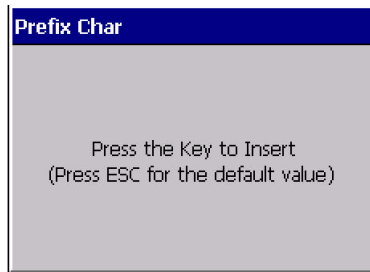 Prefix Char
Press the Key to Insert
(Press ESC for the default value)